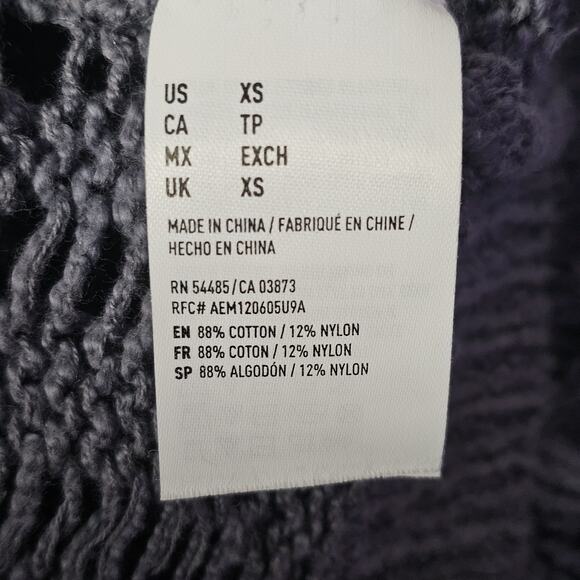 US XS
CA TP
MX EXCH
UK XS
MADE IN CHINA / FABRIQUÉ EN CHINE /
HECHO EN CHINA
RN 54485/CA 03873
RFC# AEM120605U9A
EN 88% COTTON / 12% NYLON
FR 88% COTON / 12% NYLON
SP 88% ALGODÓN / 12% NYLON